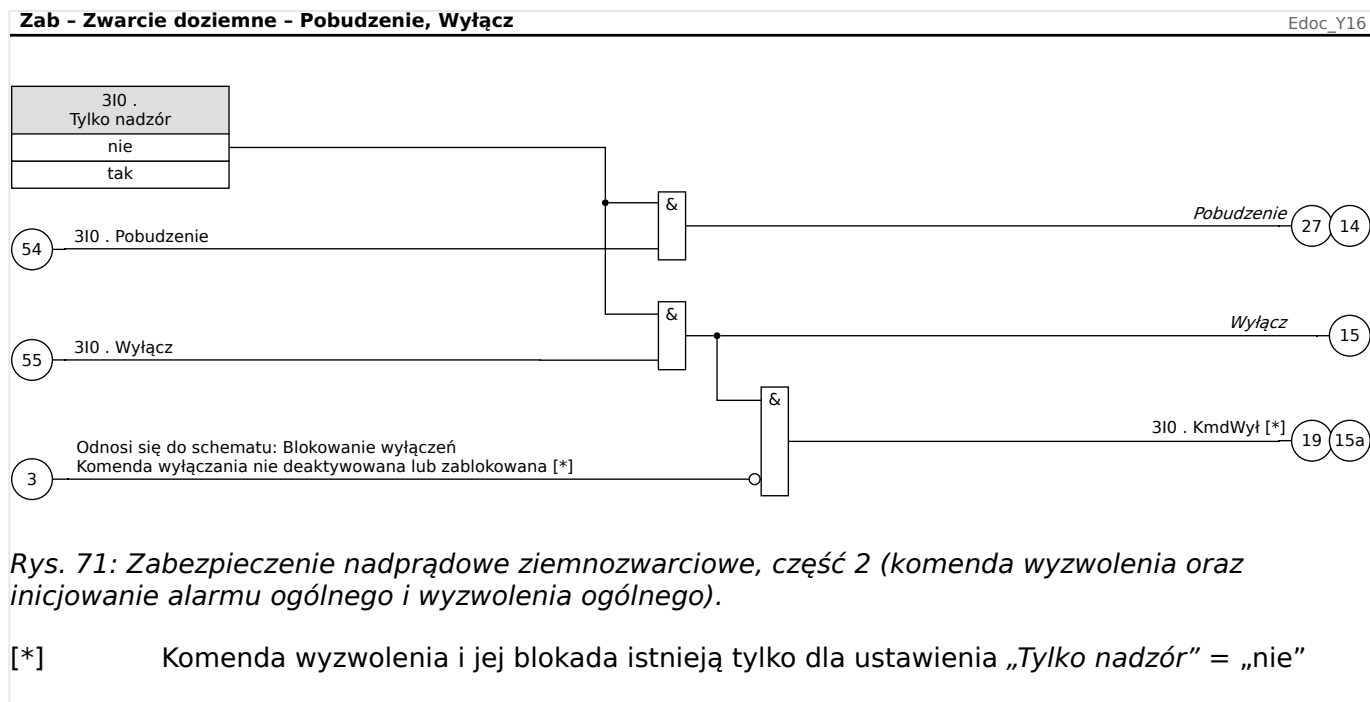 Zab – Zwarcie doziemne – Pobudzenie, Wyłącz
Edoc_Y16
3I0 .
Tylko nadzór
nie
tak
&
Pobudzenie
27
14
54
3I0 . Pobudzenie
&
Wyłącz
15
55
3I0 . Wyłącz
&
3I0 . KmdWył [*]
19
15a
Odnosi się do schematu: Blokowanie wyłączeń
Komenda wyłączania nie deaktywowana lub zablokowana [*]
3
Rys. 71: Zabezpieczenie nadprądowe ziemnozwarciowe, część 2 (komenda wyzwolenia oraz
inicjowanie alarmu ogólnego i wyzwolenia ogólnego).
[*] Komenda wyzwolenia i jej blokada istnieją tylko dla ustawienia „Tylko nadzór” = „nie”